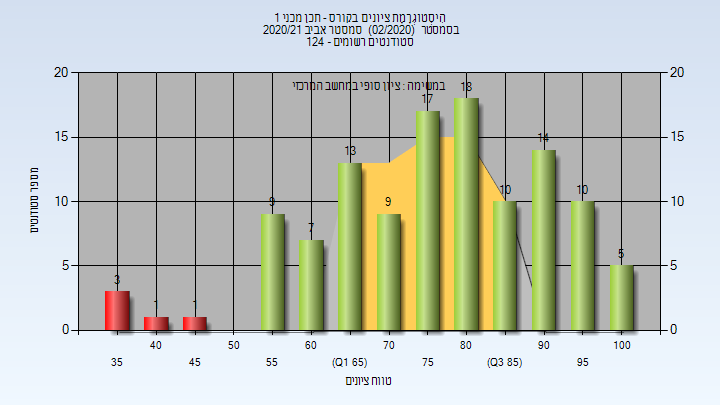 היסטוגרמת ציונים בקורס - תכן מכני 1
בסמסטר (02/2020) סמסטר אביב 2020/21
סטודנטים רשומים - 124
במשימה : ציון סופי במחשב המרכזי
מספר סטודנטים
20 15 10 5 0
20 15 10 5 0
3 1 1 9 7 13 9 17 18 10 14 10 5
40 50 60 70 80 90 100
35 45 55 (Q1 65) 75 (Q3 85) 95
טווח ציונים